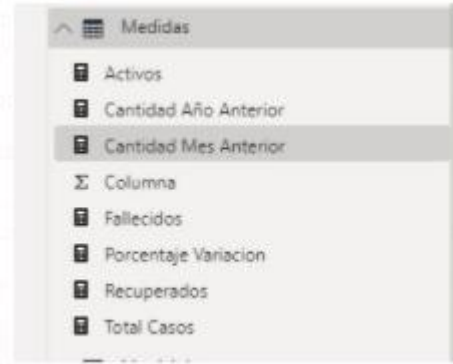 Medidas
Activos
Cantidad Año Anterior
Cantidad Mes Anterior
Columna
Fallecidos
Porcentaje Variacion
Recuperados
Total Casos